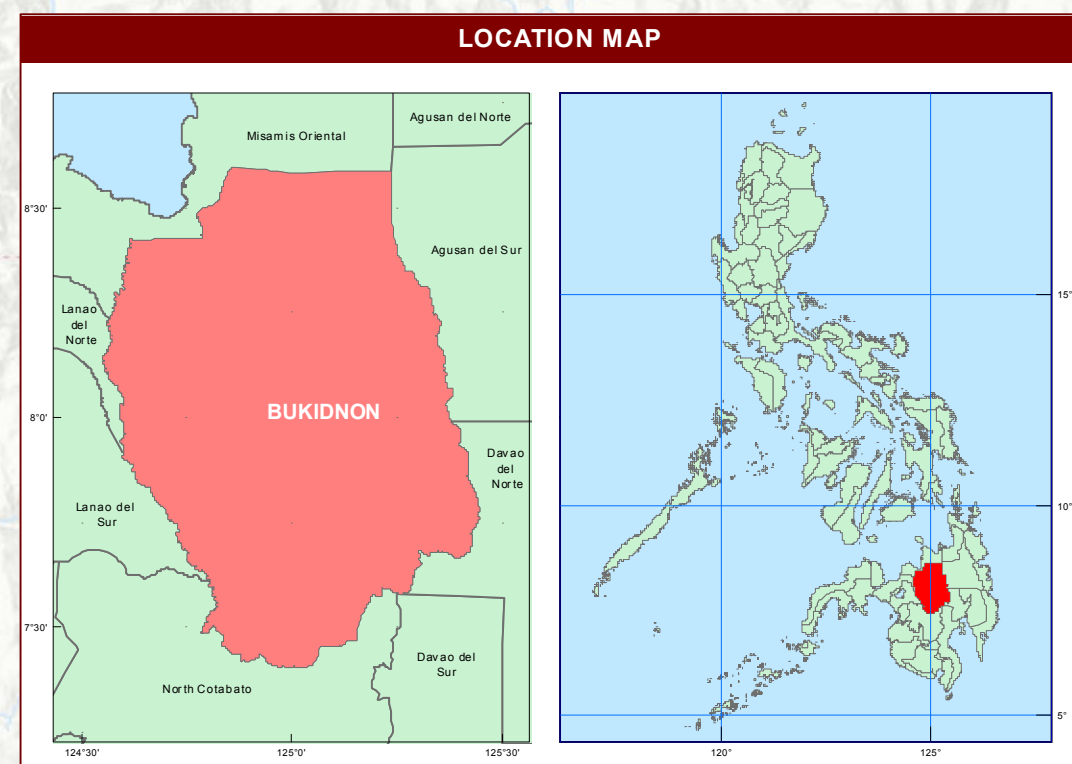 LOCATION MAP
Misamis Oriental
Agusan del Norte
8°30'
Agusan del Sur
Lanao
del
Norte
8°0'
BUKIDNON
Davao
del
Norte
Lanao del
Sur
7°30'
Davao del
Sur
North Cotabato
124°30'
125°0'
125°30'
15°
10°
5°
120°
125°